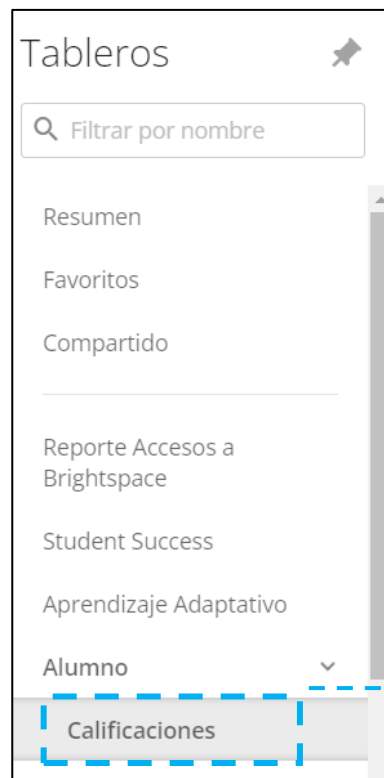 Tableros
Filtrar por nombre
Resumen
Favoritos
Compartido
Reporte Accesos a
Brightspace
Student Success
Aprendizaje Adaptativo
Alumno
Calificaciones